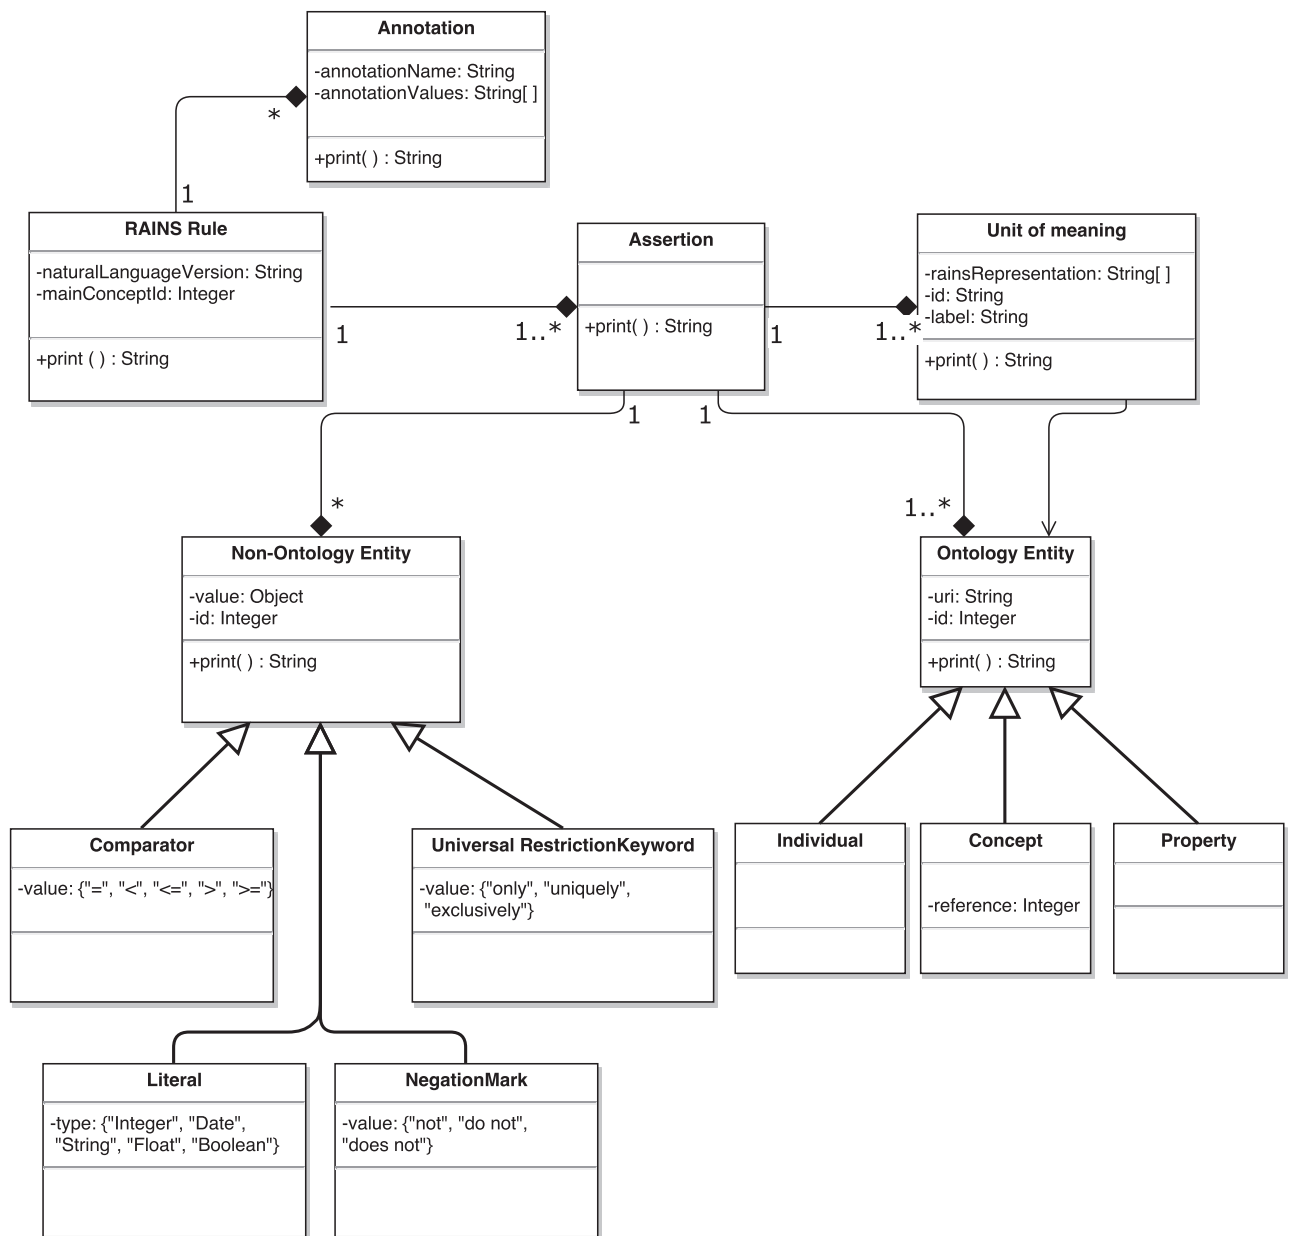 Annotation
-annotationName: String
-annotationValues: String[ ]
+print( ) : String
*
1
RAINS Rule
-naturalLanguageVersion: String
-mainConceptId: Integer
+print ( ) : String
1
1..*
Assertion
+print( ) : String
1
1..*
Unit of meaning
-rainsRepresentation: String[ ]
-id: String
-label: String
+print( ) : String
1
1
*
1..*
Non-Ontology Entity
-value: Object
-id: Integer
+print( ) : String
Ontology Entity
-uri: String
-id: Integer
+print( ) : String
Comparator
-value: {"=", "<", "<=", ">", ">="}
Universal RestrictionKeyword
-value: {"only", "uniquely",
"exclusively"}
Individual
Concept
-reference: Integer
Property
Literal
-type: {"Integer", "Date",
"String", "Float", "Boolean"}
NegationMark
-value: {"not", "do not",
"does not"}